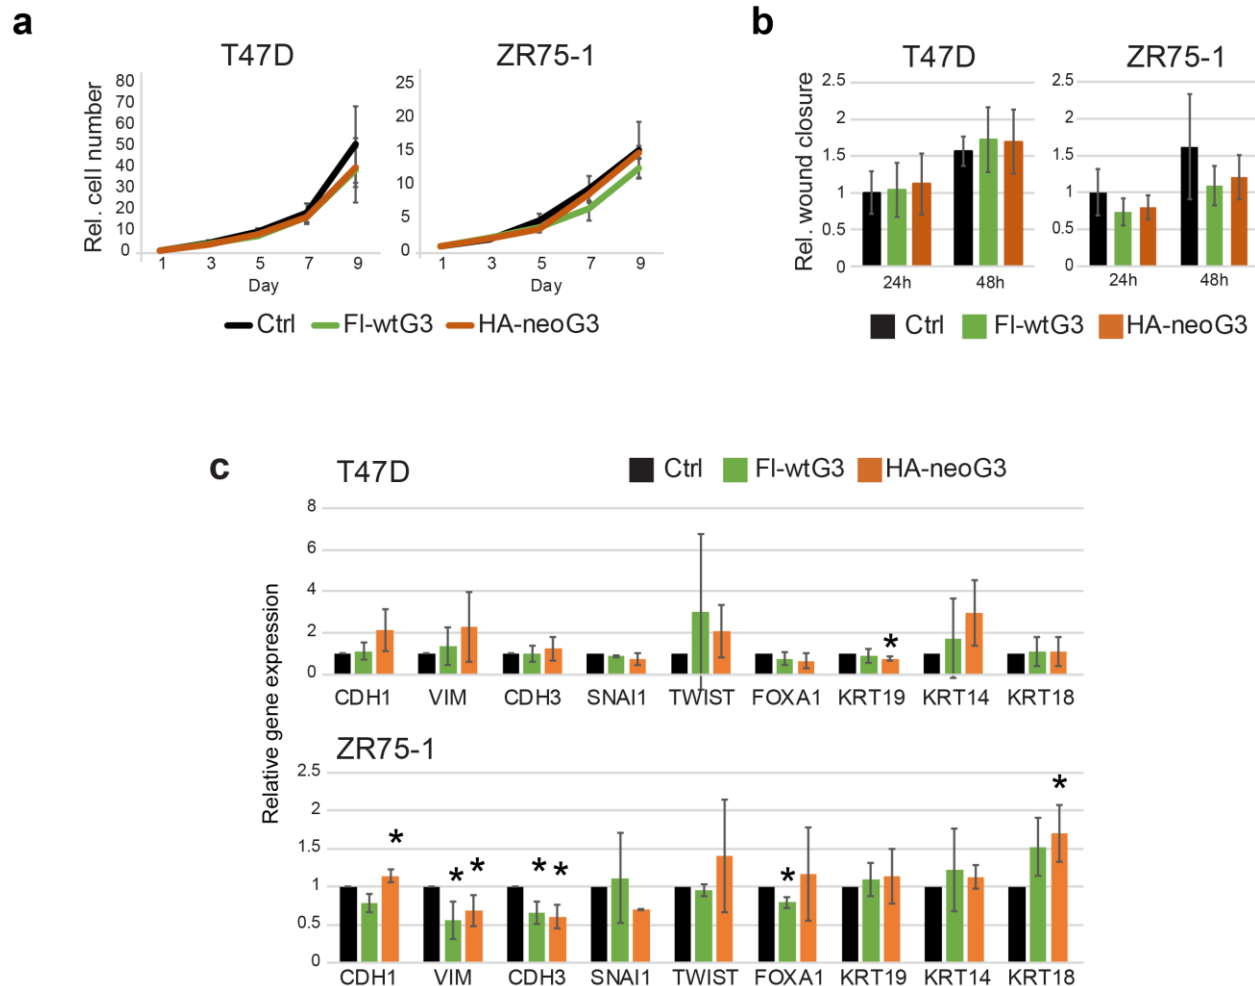 a
T47D
ZR75-1
Rel. cell number
80
70
60
50
40
30
20
10
0
25
20
15
10
5
0
1 3 5 7 9
1 3 5 7 9
Day
Day
Ctrl Fl-wtG3 HA-neoG3
b
T47D
ZR75-1
Rel. wound closure
2.5
2
1.5
1
0.5
0
2.5
2
1.5
1
0.5
0
24h 48h
24h 48h
Ctrl Fl-wtG3 HA-neoG3
c
T47D
Ctrl Fl-wtG3 HA-neoG3
Relative gene expression
8
6
4
2
0
*
CDH1 VIM CDH3 SNAI1 TWIST FOXA1 KRT19 KRT14 KRT18
ZR75-1
2.5
2
1.5
1
0.5
0
* * * * * * *
CDH1 VIM CDH3 SNAI1 TWIST FOXA1 KRT19 KRT14 KRT18